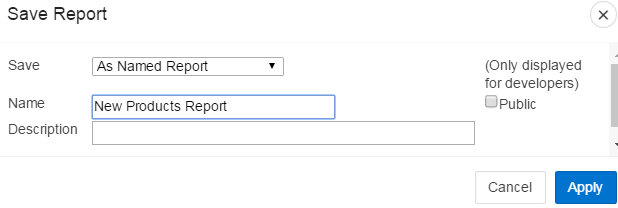 Save Report
Save As Named Report (Only displayed
for developers)
Name New Products Report Public
Description
Cancel Apply